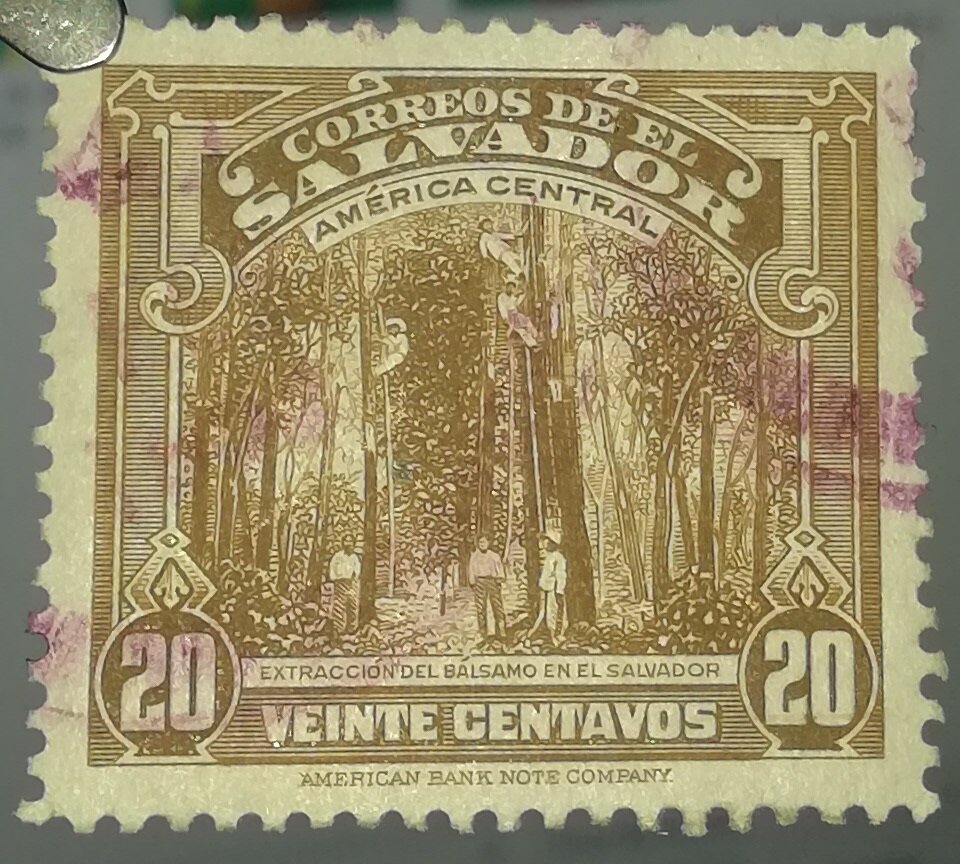 CORREOS DE EL
SALVADOR
AMÉRICA CENTRAL
EXTRACCIÓN DEL BÁLSAMO EN EL SALVADOR
20 20
VEINTE CENTAVOS
AMERICAN BANK NOTE COMPANY.